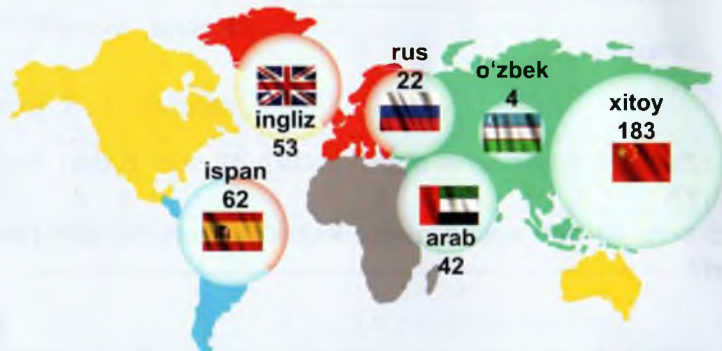 rus
22
o‘zbek
4
xitoy
183
ingliz
53
ispan
62
arab
42